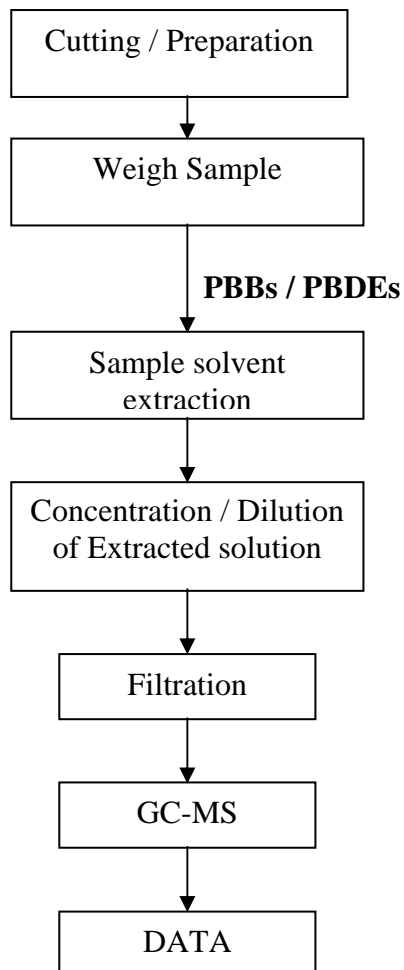 Cutting / Preparation
Weigh Sample
PBBs / PBDEs
Sample solvent
extraction
Concentration / Dilution
of Extracted solution
Filtration
GC-MS
DATA